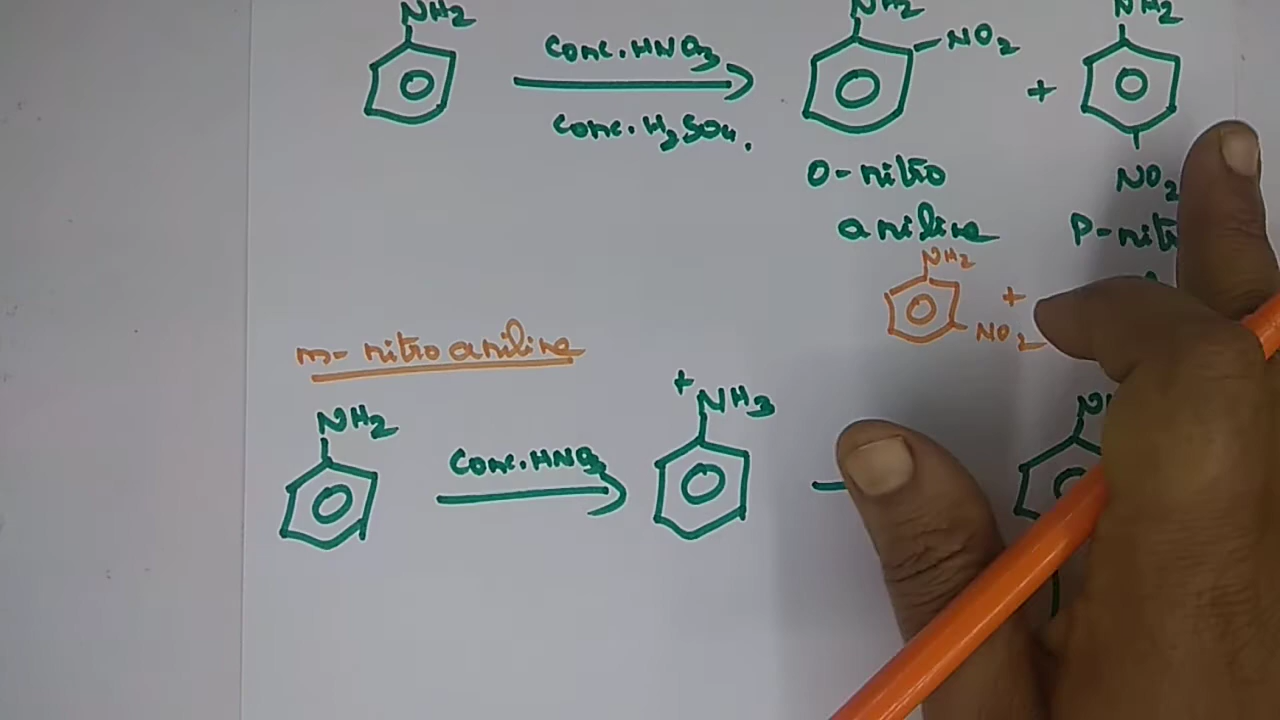 NH2
NH2
NH2
Conc. HNO3
NO2
+
Conc. H2SO4.
O-nitro
NO2
aniline
P-nit
NH2
+
NO2
m-nitroaniline
+NH3
NH2
Conc. HNO3